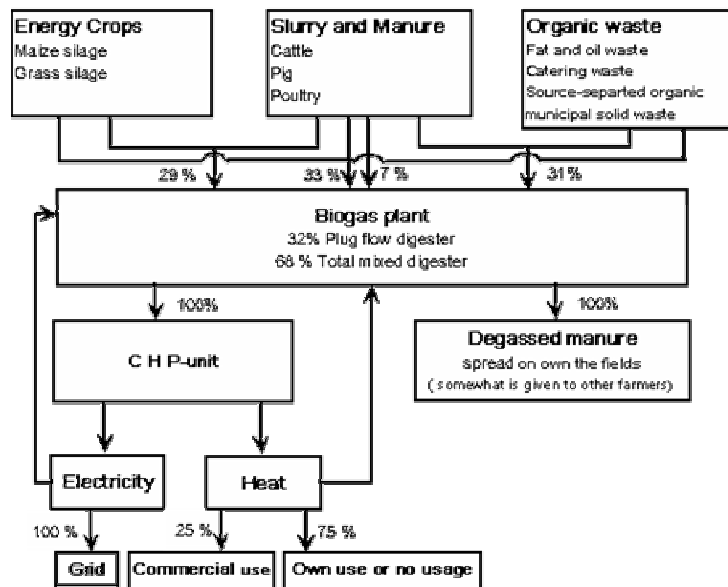 Energy Crops
Maize silage
Grass silage
Slurry and Manure
Cattle
Pig
Poultry
Organic waste
Fat and oil waste
Catering waste
Source-separted organic
municipal solid waste
29 %
33 %
7 %
31 %
Biogas plant
32% Plug flow digester
68 % Total mixed digester
100%
100%
C H P-unit
Degassed manure
spread on own the fields
( somewhat is given to other farmers)
Electricity
Heat
100 %
25 %
75 %
Grid
Commercial use
Own use or no usage